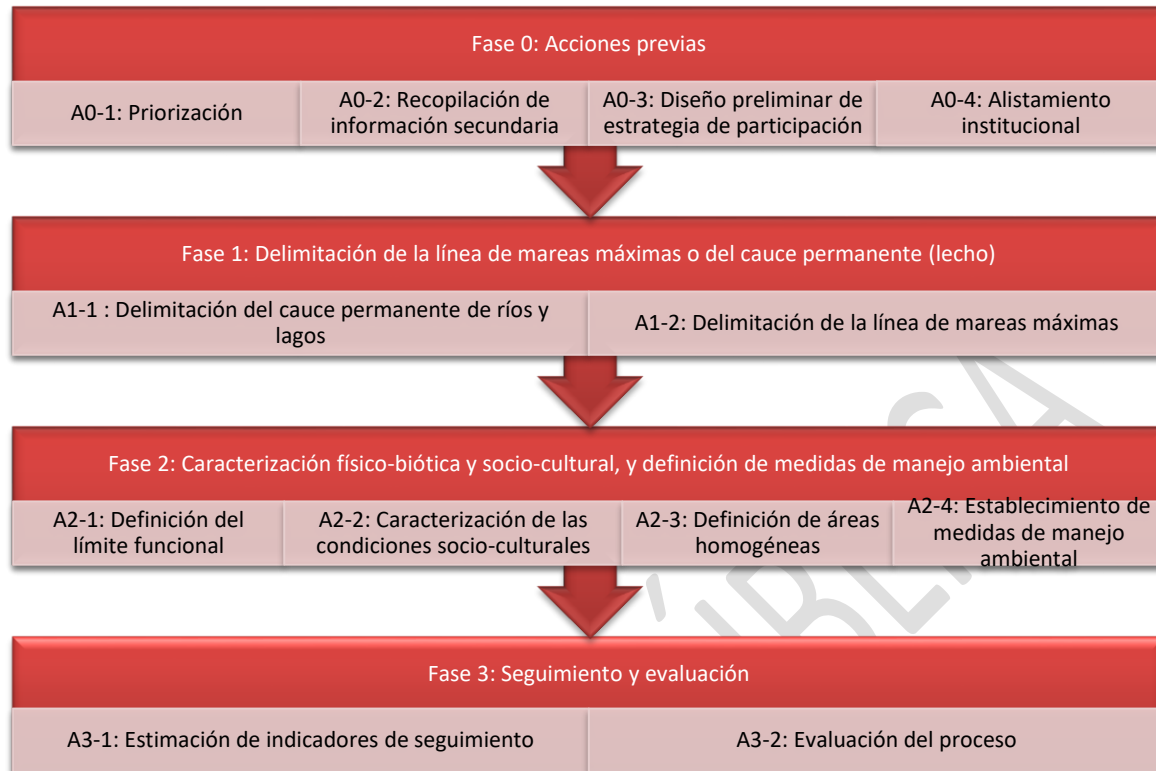 Fase 0: Acciones previas
A0-1: Priorización
A0-2: Recopilación de
información secundaria
A0-3: Diseño preliminar de
estrategia de participación
A0-4: Alistamiento
institucional
Fase 1: Delimitación de la línea de mareas máximas o del cauce permanente (lecho)
A1-1 : Delimitación del cauce permanente de ríos y
lagos
A1-2: Delimitación de la línea de mareas máximas
Fase 2: Caracterización físico-biótica y socio-cultural, y definición de medidas de manejo ambiental
A2-1: Definición del
límite funcional
A2-2: Caracterización de las
condiciones socio-culturales
A2-3: Definición de áreas
homogéneas
A2-4: Establecimiento de
medidas de manejo
ambiental
Fase 3: Seguimiento y evaluación
A3-1: Estimación de indicadores de seguimiento
A3-2: Evaluación del proceso